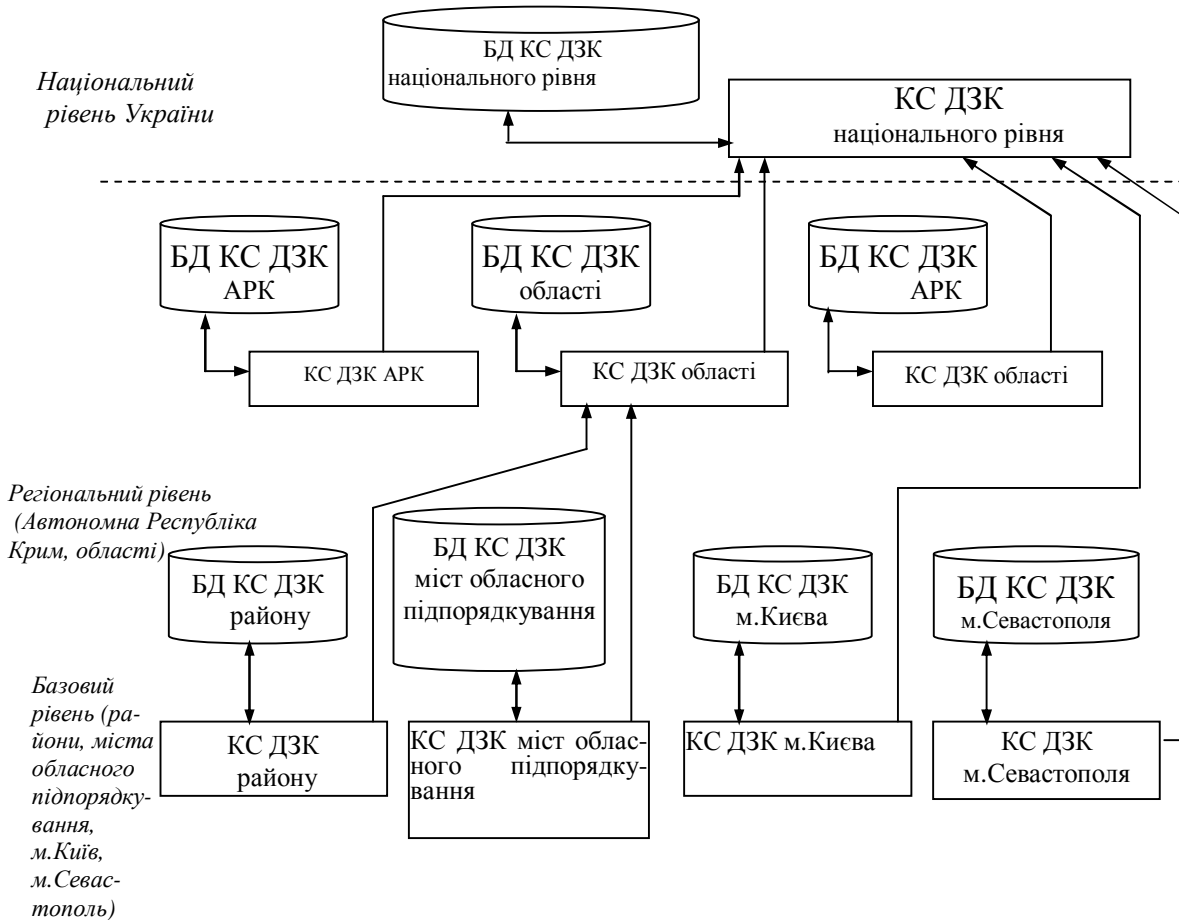 БД КС ДЗК
національного рівня
Національний
рівень України
КС ДЗК
національного рівня
БД КС ДЗК
АРК
БД КС ДЗК
області
БД КС ДЗК
АРК
КС ДЗК АРК
КС ДЗК області
КС ДЗК області
Регіональний рівень
(Автономна Республіка
Крим, області)
БД КС ДЗК
району
БД КС ДЗК
міст обласного
підпорядкування
БД КС ДЗК
м.Києва
БД КС ДЗК
м.Севастополя
Базовий
рівень (ра-
йони, міста
обласного
підпорядку-
вання,
м.Київ,
м.Севас-
тополь)
КС ДЗК
району
КС ДЗК міст облас-
ного підпорядку-
вання
КС ДЗК м.Києва
КС ДЗК
м.Севастополя